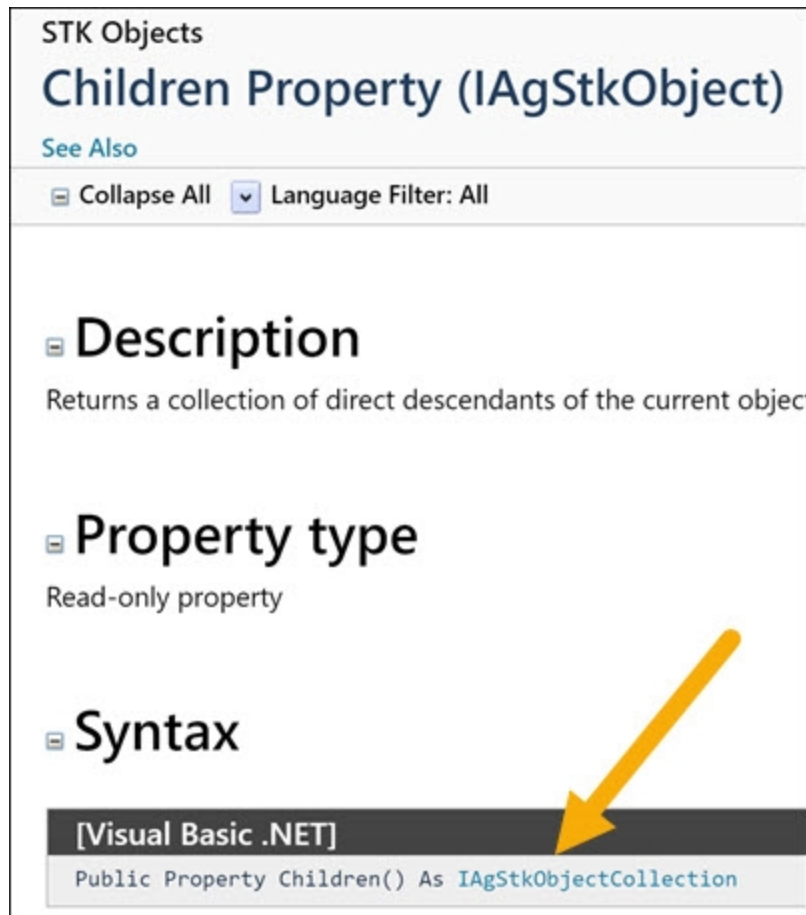 STK Objects
Children Property (IAgStkObject)
See Also
Collapse All Language Filter: All
Description
Returns a collection of direct descendants of the current objec
Property type
Read-only property
Syntax
[Visual Basic .NET]
Public Property Children() As IAgStkObjectCollection